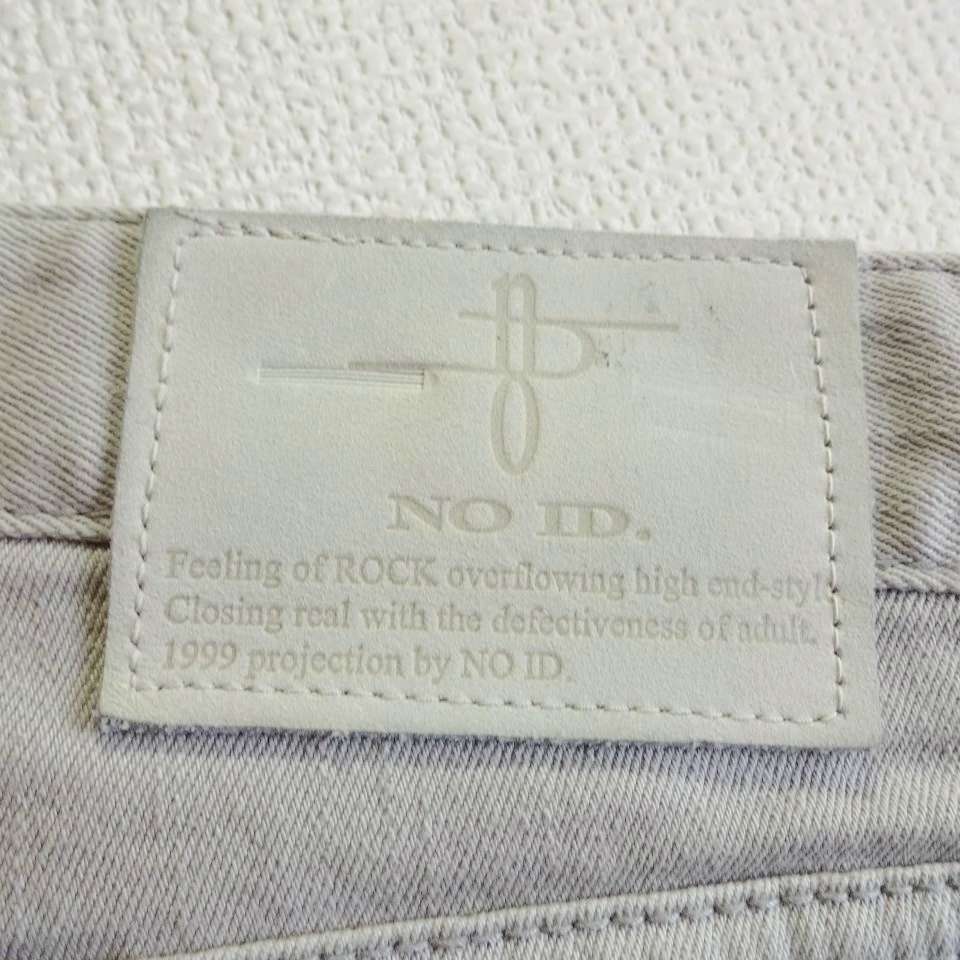 NO ID.
Feeling of ROCK overflowing high end-styl
Closing real with the defectiveness of adult.
1999 projection by NO ID.